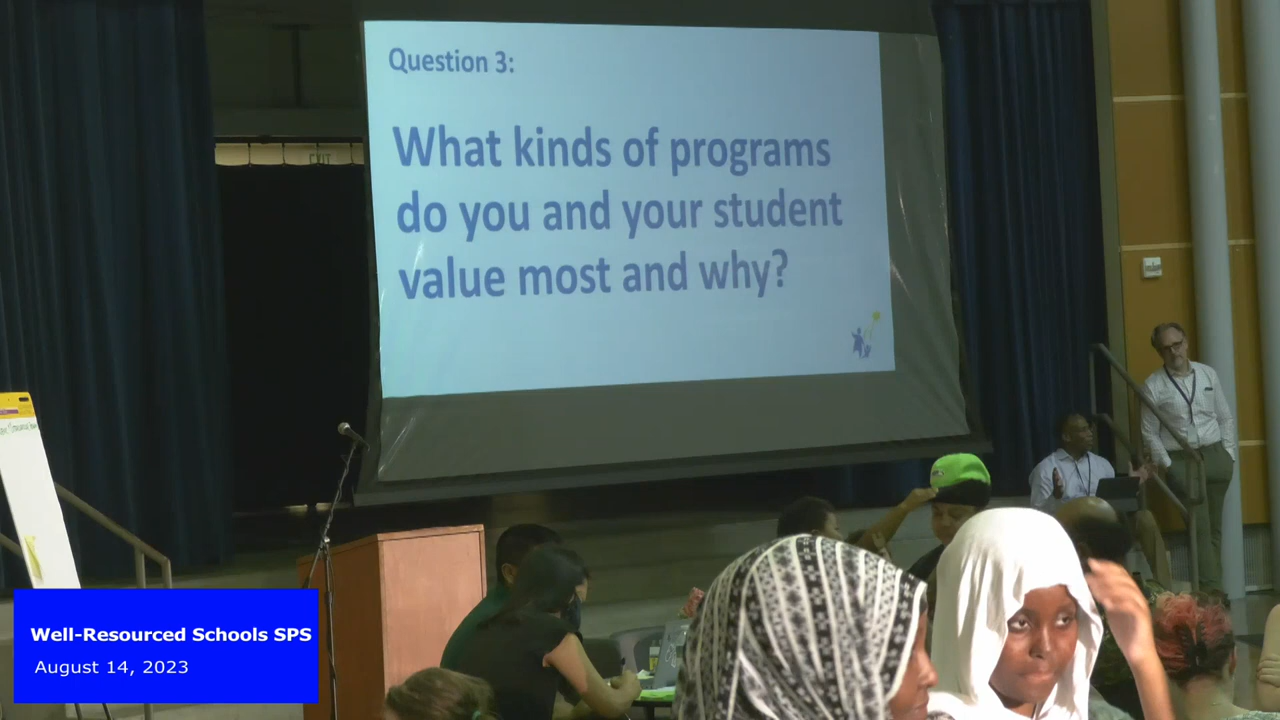 Question 3:
What kinds of programs
do you and your student
value most and why?
EXIT
Well-Resourced Schools SPS
August 14, 2023